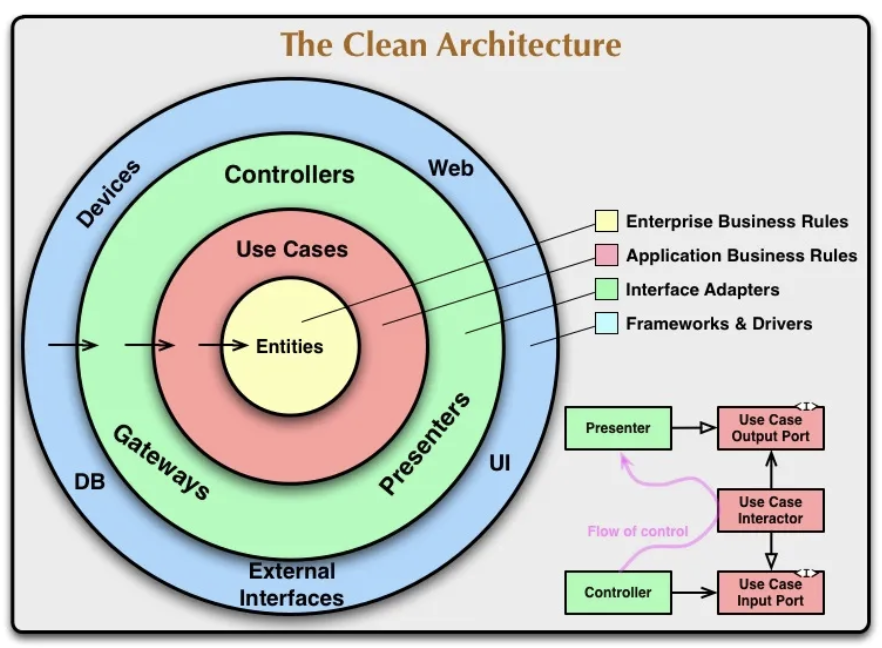 The Clean Architecture
Devices
Web
Controllers
Use Cases
Entities
Gateways
Presenters
DB
UI
External
Interfaces
Enterprise Business Rules
Application Business Rules
Interface Adapters
Frameworks & Drivers
Presenter
<I>
Use Case
Output Port
Flow of control
Use Case
Interactor
Controller
<I>
Use Case
Input Port